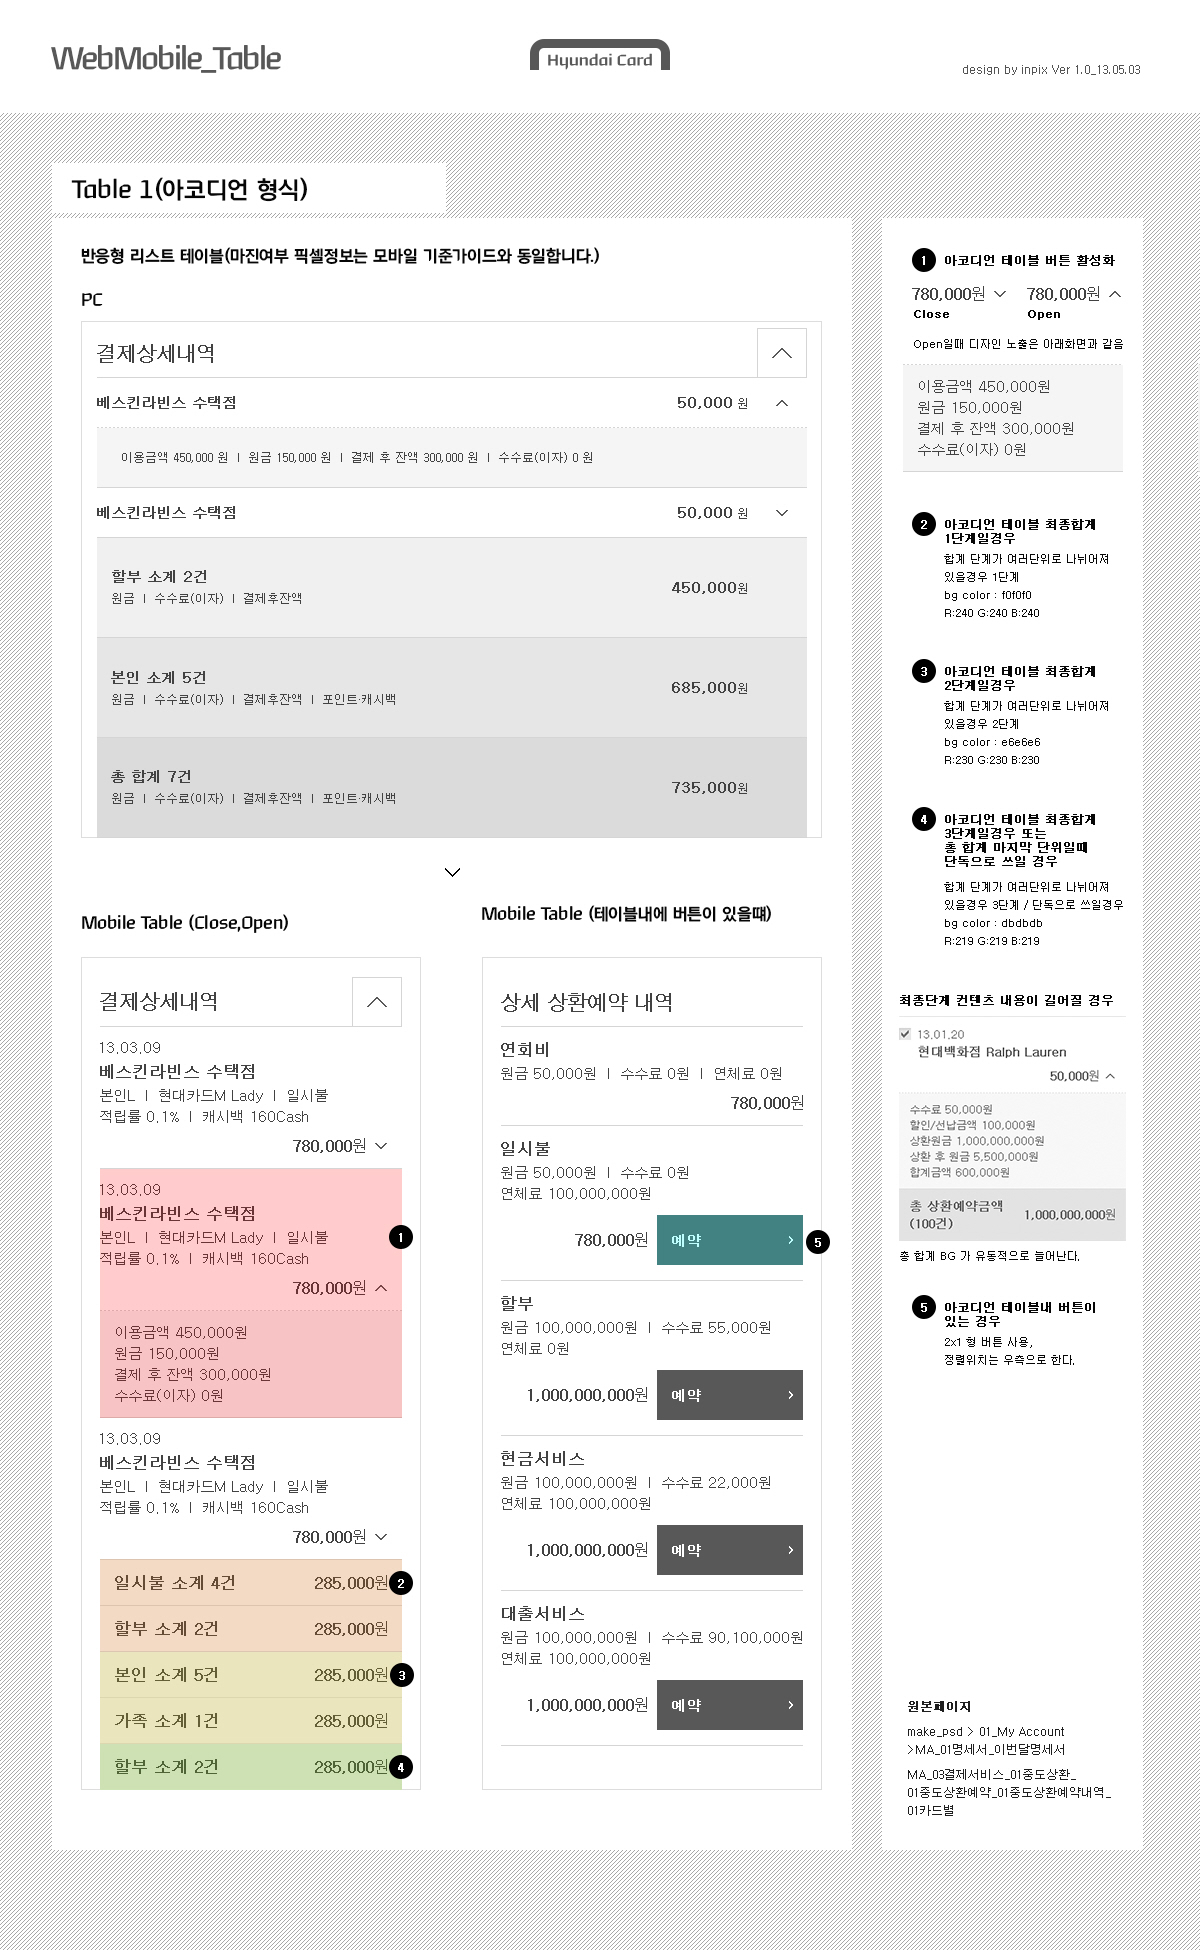 WebMobile_Table
Hyundai Card
design by inpix Ver 1.0_13.05.03
Table 1(아코디언 형식)
반응형 리스트 테이블(마진여부 픽셀정보는 모바일 기준가이드와 동일합니다.)
PC
결제상세내역
베스킨라빈스 수택점 50,000 원
이용금액 450,000 원 | 원금 150,000 원 | 결제 후 잔액 300,000 원 | 수수료(이자) 0 원
베스킨라빈스 수택점 50,000 원
할부 소계 2건
원금 | 수수료(이자) | 결제후잔액
450,000원
본인 소계 5건
원금 | 수수료(이자) | 결제후잔액 | 포인트·캐시백
685,000원
총 합계 7건
원금 | 수수료(이자) | 결제후잔액 | 포인트·캐시백
735,000원
Mobile Table (Close,Open)
결제상세내역
13.03.09
베스킨라빈스 수택점
본인L | 현대카드M Lady | 일시불
적립률 0.1% | 캐시백 160Cash
780,000원
13.03.09
베스킨라빈스 수택점
본인L | 현대카드M Lady | 일시불
적립률 0.1% | 캐시백 160Cash
1
780,000원
이용금액 450,000원
원금 150,000원
결제 후 잔액 300,000원
수수료(이자) 0원
13.03.09
베스킨라빈스 수택점
본인L | 현대카드M Lady | 일시불
적립률 0.1% | 캐시백 160Cash
780,000원
일시불 소계 4건 285,000원 2
할부 소계 2건 285,000원
본인 소계 5건 285,000원 3
가족 소계 1건 285,000원
할부 소계 2건 285,000원 4
Mobile Table (테이블내에 버튼이 있을떄)
상세 상환예약 내역
연회비
원금 50,000원 | 수수료 0원 | 연체료 0원
780,000원
일시불
원금 50,000원 | 수수료 0원
연체료 100,000,000원
780,000원 예약 5
할부
원금 100,000,000원 | 수수료 55,000원
연체료 0원
1,000,000,000원 예약
현금서비스
원금 100,000,000원 | 수수료 22,000원
연체료 100,000,000원
1,000,000,000원 예약
대출서비스
원금 100,000,000원 | 수수료 90,100,000원
연체료 100,000,000원
1,000,000,000원 예약
1 아코디언 테이블 버튼 활성화
780,000원 780,000원
Close Open
Open일때 디자인 노출은 아래화면과 같음
이용금액 450,000원
원금 150,000원
결제 후 잔액 300,000원
수수료(이자) 0원
2 아코디언 테이블 최종합계
1단계일경우
합계 단계가 여러단위로 나뉘어져
있을경우 1단계
bg color : f0f0f0
R:240 G:240 B:240
3 아코디언 테이블 최종합계
2단계일경우
합계 단계가 여러단위로 나뉘어져
있을경우 2단계
bg color : e6e6e6
R:230 G:230 B:230
4 아코디언 테이블 최종합계
3단계일경우 또는
총 합계 마지막 단위일때
단독으로 쓰일 경우
합계 단계가 여러단위로 나뉘어져
있을경우 3단계 / 단독으로 쓰일경우
bg color : dbdbdb
R:219 G:219 B:219
최종단계 컨텐츠 내용이 길어질 경우
13.01.20
현대백화점 Ralph Lauren
50,000원
수수료 50,000원
할인/선납금액 100,000원
상환원금 1,000,000,000원
상환 후 원금 5,500,000원
합계금액 600,000원
총 상환예약금액
(100건)
1,000,000,000원
총 합계 BG 가 유동적으로 늘어난다.
5 아코디언 테이블내 버튼이
있는 경우
2x1 형 버튼 사용,
정렬위치는 우측으로 한다.
원본페이지
make_psd > 01_My Account
>MA_01명세서_이번달명세서
MA_03결제서비스_01중도상환_
01중도상환예약_01중도상환예약내역_
01카드별